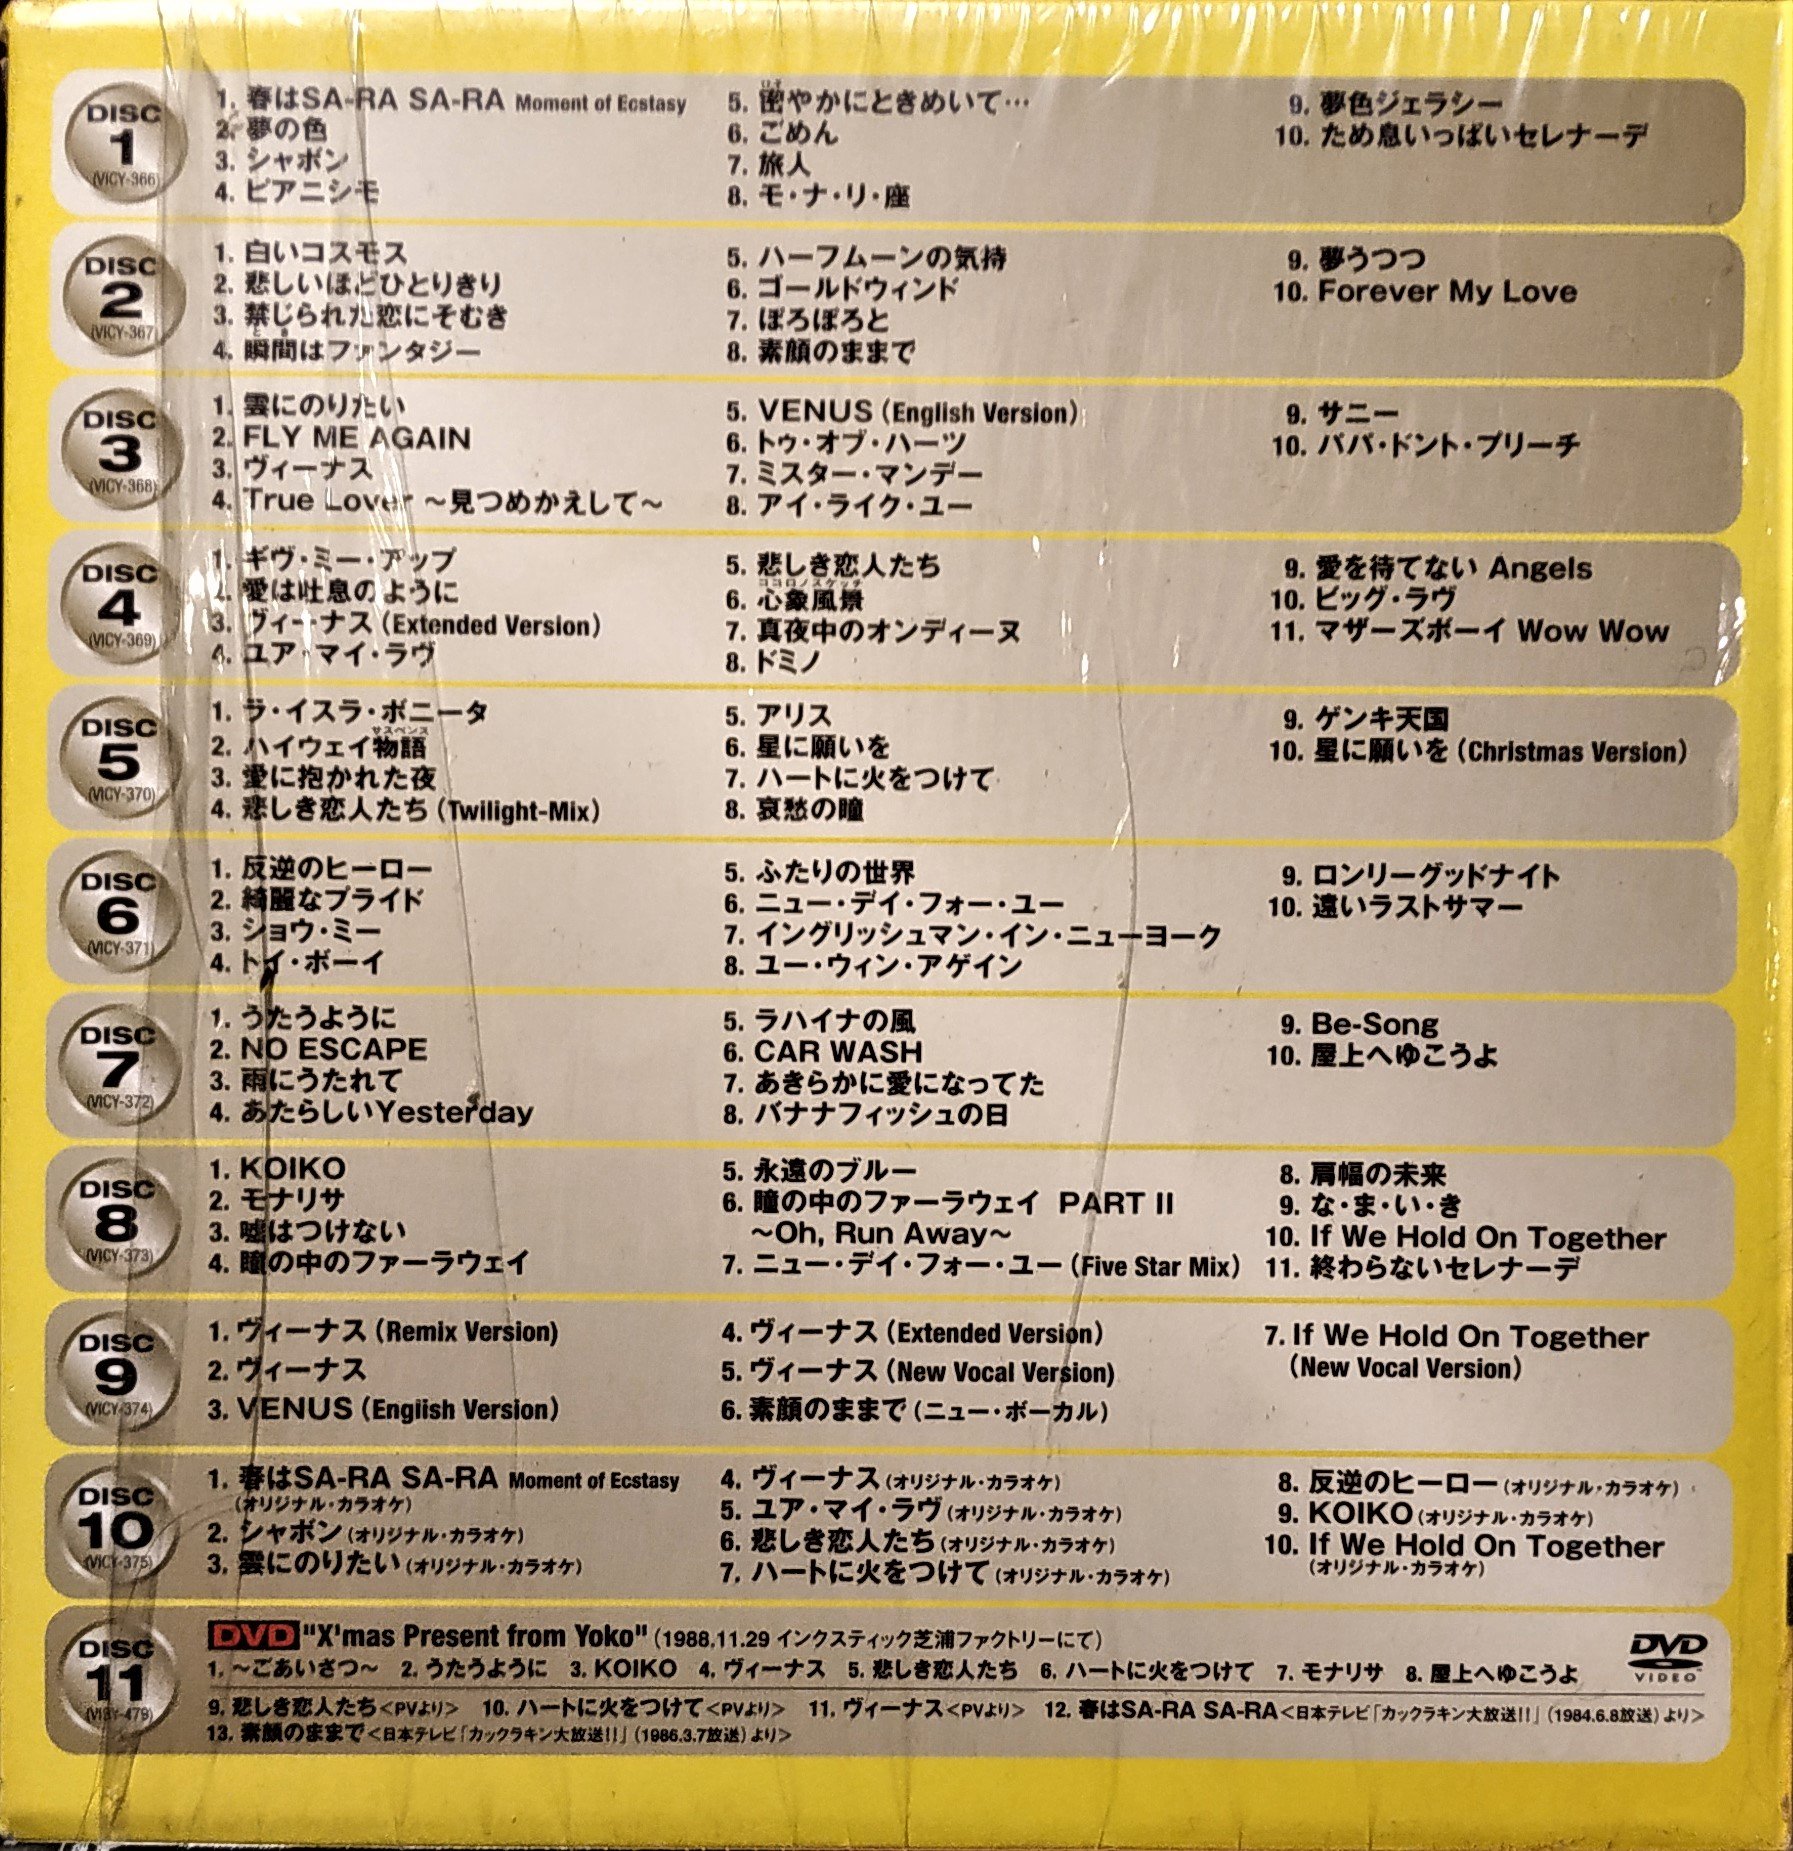 DISC
1
(VICY-366)
1. 春はSA-RA SA-RA Moment of Ecstasy
2. 夢の色
3. シャボン
4. ピアニシモ
ひそ
5. 密やかにときめいて…
6. ごめん
7. 旅人
8. モ・ナ・リ・座
9. 夢色ジェラシー
10. ため息いっぱいセレナーデ
DISC
2
(VICY-367)
1. 白いコスモス
2. 悲しいほどひとりきり
3. 禁じられた恋にそむき
とき
4. 瞬間はファンタジー
5. ハーフムーンの気持
6. ゴールドウィンド
7. ぽろぽろと
8. 素顔のままで
9. 夢うつつ
10. Forever My Love
DISC
3
(VICY-368)
1. 雲にのりたい
2. FLY ME AGAIN
3. ヴィーナス
4. True Lover ～見つめかえして～
5. VENUS (English Version)
6. トゥ・オブ・ハーツ
7. ミスター・マンデー
8. アイ・ライク・ユー
9. サニー
10. パパ・ドント・プリーチ
DISC
4
(VICY-369)
1. ギヴ・ミー・アップ
2. 愛は吐息のように
3. ヴィーナス (Extended Version)
4. ユア・マイ・ラヴ
5. 悲しき恋人たち
ココロノスケッチ
6. 心象風景
7. 真夜中のオンディーヌ
8. ドミノ
9. 愛を待てない Angels
10. ビッグ・ラヴ
11. マザーズボーイ Wow Wow
DISC
5
(VICY-370)
1. ラ・イスラ・ボニータ
サスペンス
2. ハイウェイ物語
3. 愛に抱かれた夜
4. 悲しき恋人たち (Twilight-Mix)
5. アリス
6. 星に願いを
7. ハートに火をつけて
8. 哀愁の瞳
9. ゲンキ天国
10. 星に願いを (Christmas Version)
DISC
6
(VICY-371)
1. 反逆のヒーロー
2. 綺麗なプライド
3. ショウ・ミー
4. トイ・ボーイ
5. ふたりの世界
6. ニュー・デイ・フォー・ユー
7. イングリッシュマン・イン・ニューヨーク
8. ユー・ウィン・アゲイン
9. ロンリーグッドナイト
10. 遠いラストサマー
DISC
7
(VICY-372)
1. うたうように
2. NO ESCAPE
3. 雨にうたれて
4. あたらしいYesterday
5. ラハイナの風
6. CAR WASH
7. あきらかに愛になってた
8. バナナフィッシュの日
9. Be-Song
10. 屋上へゆこうよ
DISC
8
(VICY-373)
1. KOIKO
2. モナリサ
3. 嘘はつけない
4. 瞳の中のファーラウェイ
5. 永遠のブルー
6. 瞳の中のファーラウェイ PART II
～Oh, Run Away～
7. ニュー・デイ・フォー・ユー (Five Star Mix)
8. 肩幅の未来
9. な・ま・い・き
10. If We Hold On Together
11. 終わらないセレナーデ
DISC
9
(VICY-374)
1. ヴィーナス (Remix Version)
2. ヴィーナス
3. VENUS (English Version)
4. ヴィーナス (Extended Version)
5. ヴィーナス (New Vocal Version)
6. 素顔のままで (ニュー・ボーカル)
7. If We Hold On Together
(New Vocal Version)
DISC
10
(VICY-375)
1. 春はSA-RA SA-RA Moment of Ecstasy
(オリジナル・カラオケ)
2. シャボン (オリジナル・カラオケ)
3. 雲にのりたい (オリジナル・カラオケ)
4. ヴィーナス (オリジナル・カラオケ)
5. ユア・マイ・ラヴ (オリジナル・カラオケ)
6. 悲しき恋人たち (オリジナル・カラオケ)
7. ハートに火をつけて (オリジナル・カラオケ)
8. 反逆のヒーロー (オリジナル・カラオケ)
9. KOIKO (オリジナル・カラオケ)
10. If We Hold On Together
(オリジナル・カラオケ)
DISC
11
(VIBY-479)
DVD "X'mas Present from Yoko" (1988.11.29 インクスティック芝浦ファクトリーにて)
1. ～ごあいさつ～ 2. うたうように 3. KOIKO 4. ヴィーナス 5. 悲しき恋人たち 6. ハートに火をつけて 7. モナリサ 8. 屋上へゆこうよ
9. 悲しき恋人たち<PVより> 10. ハートに火をつけて<PVより> 11. ヴィーナス<PVより> 12. 春はSA-RA SA-RA<日本テレビ「カックラキン大放送!!」(1984.6.8放送)より>
13. 素顔のままで<日本テレビ「カックラキン大放送!!」(1986.3.7放送)より>
DVD
VIDEO